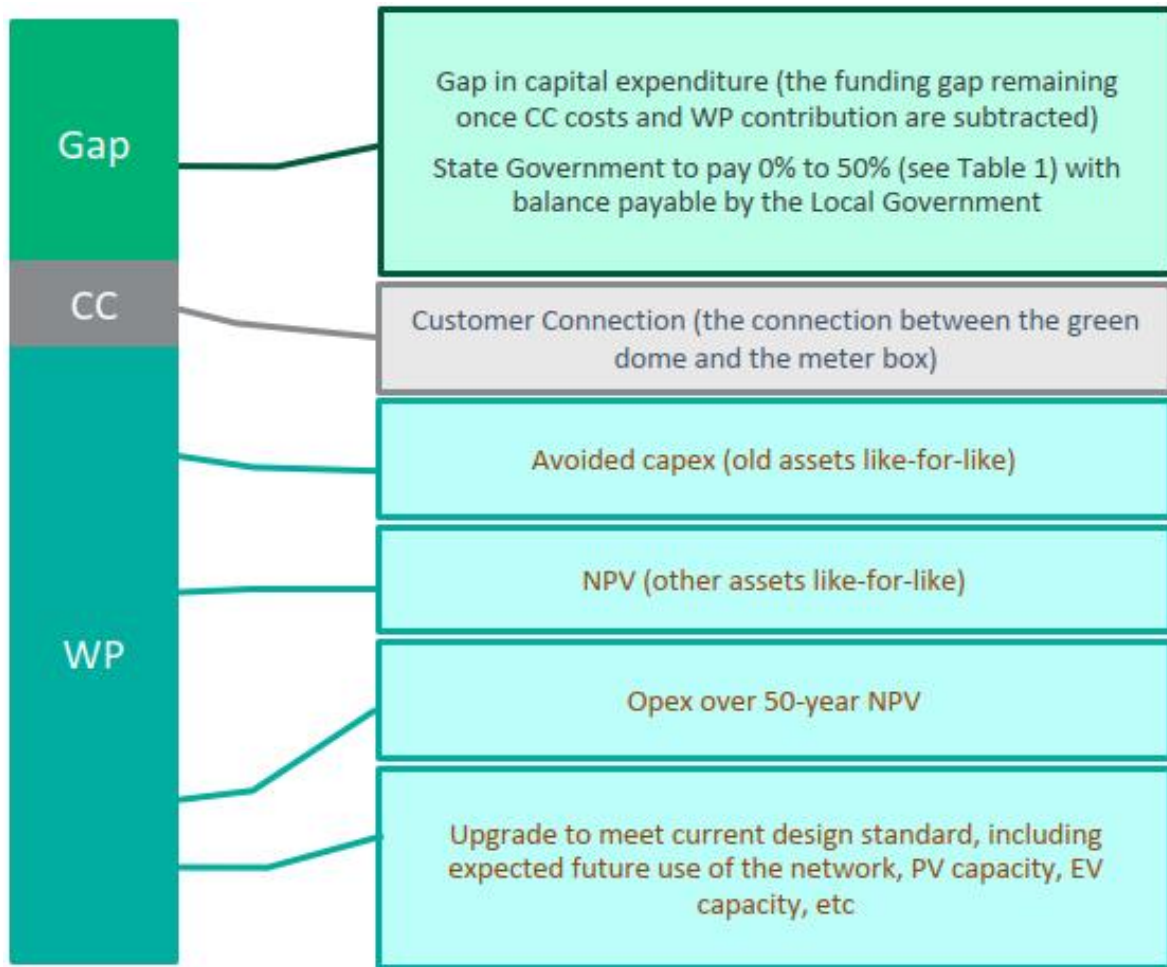 Gap
Gap in capital expenditure (the funding gap remaining
once CC costs and WP contribution are subtracted)
State Government to pay 0% to 50% (see Table 1) with
balance payable by the Local Government
CC
Customer Connection (the connection between the green
dome and the meter box)
WP
Avoided capex (old assets like-for-like)
NPV (other assets like-for-like)
Opex over 50-year NPV
Upgrade to meet current design standard, including
expected future use of the network, PV capacity, EV
capacity, etc